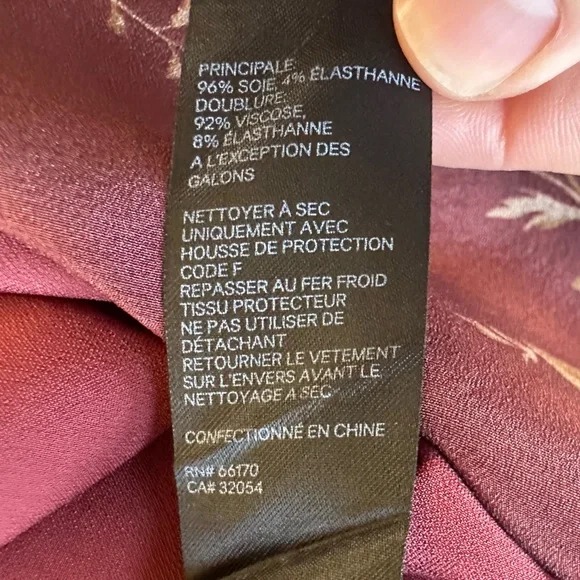 PRINCIPALE:
96% SOIE, 4% ÉLASTHANNE
DOUBLURE:
92% VISCOSE,
8% ÉLASTHANNE
A L'EXCEPTION DES
GALONS
NETTOYER À SEC
UNIQUEMENT AVEC
HOUSSE DE PROTECTION
CODE F
REPASSER AU FER FROID
TISSU PROTECTEUR
NE PAS UTILISER DE
DÉTACHANT
RETOURNER LE VETEMENT
SUR L'ENVERS AVANT LE
NETTOYAGE A SEC
CONFECTIONNÉ EN CHINE
RN# 66170
CA# 32054